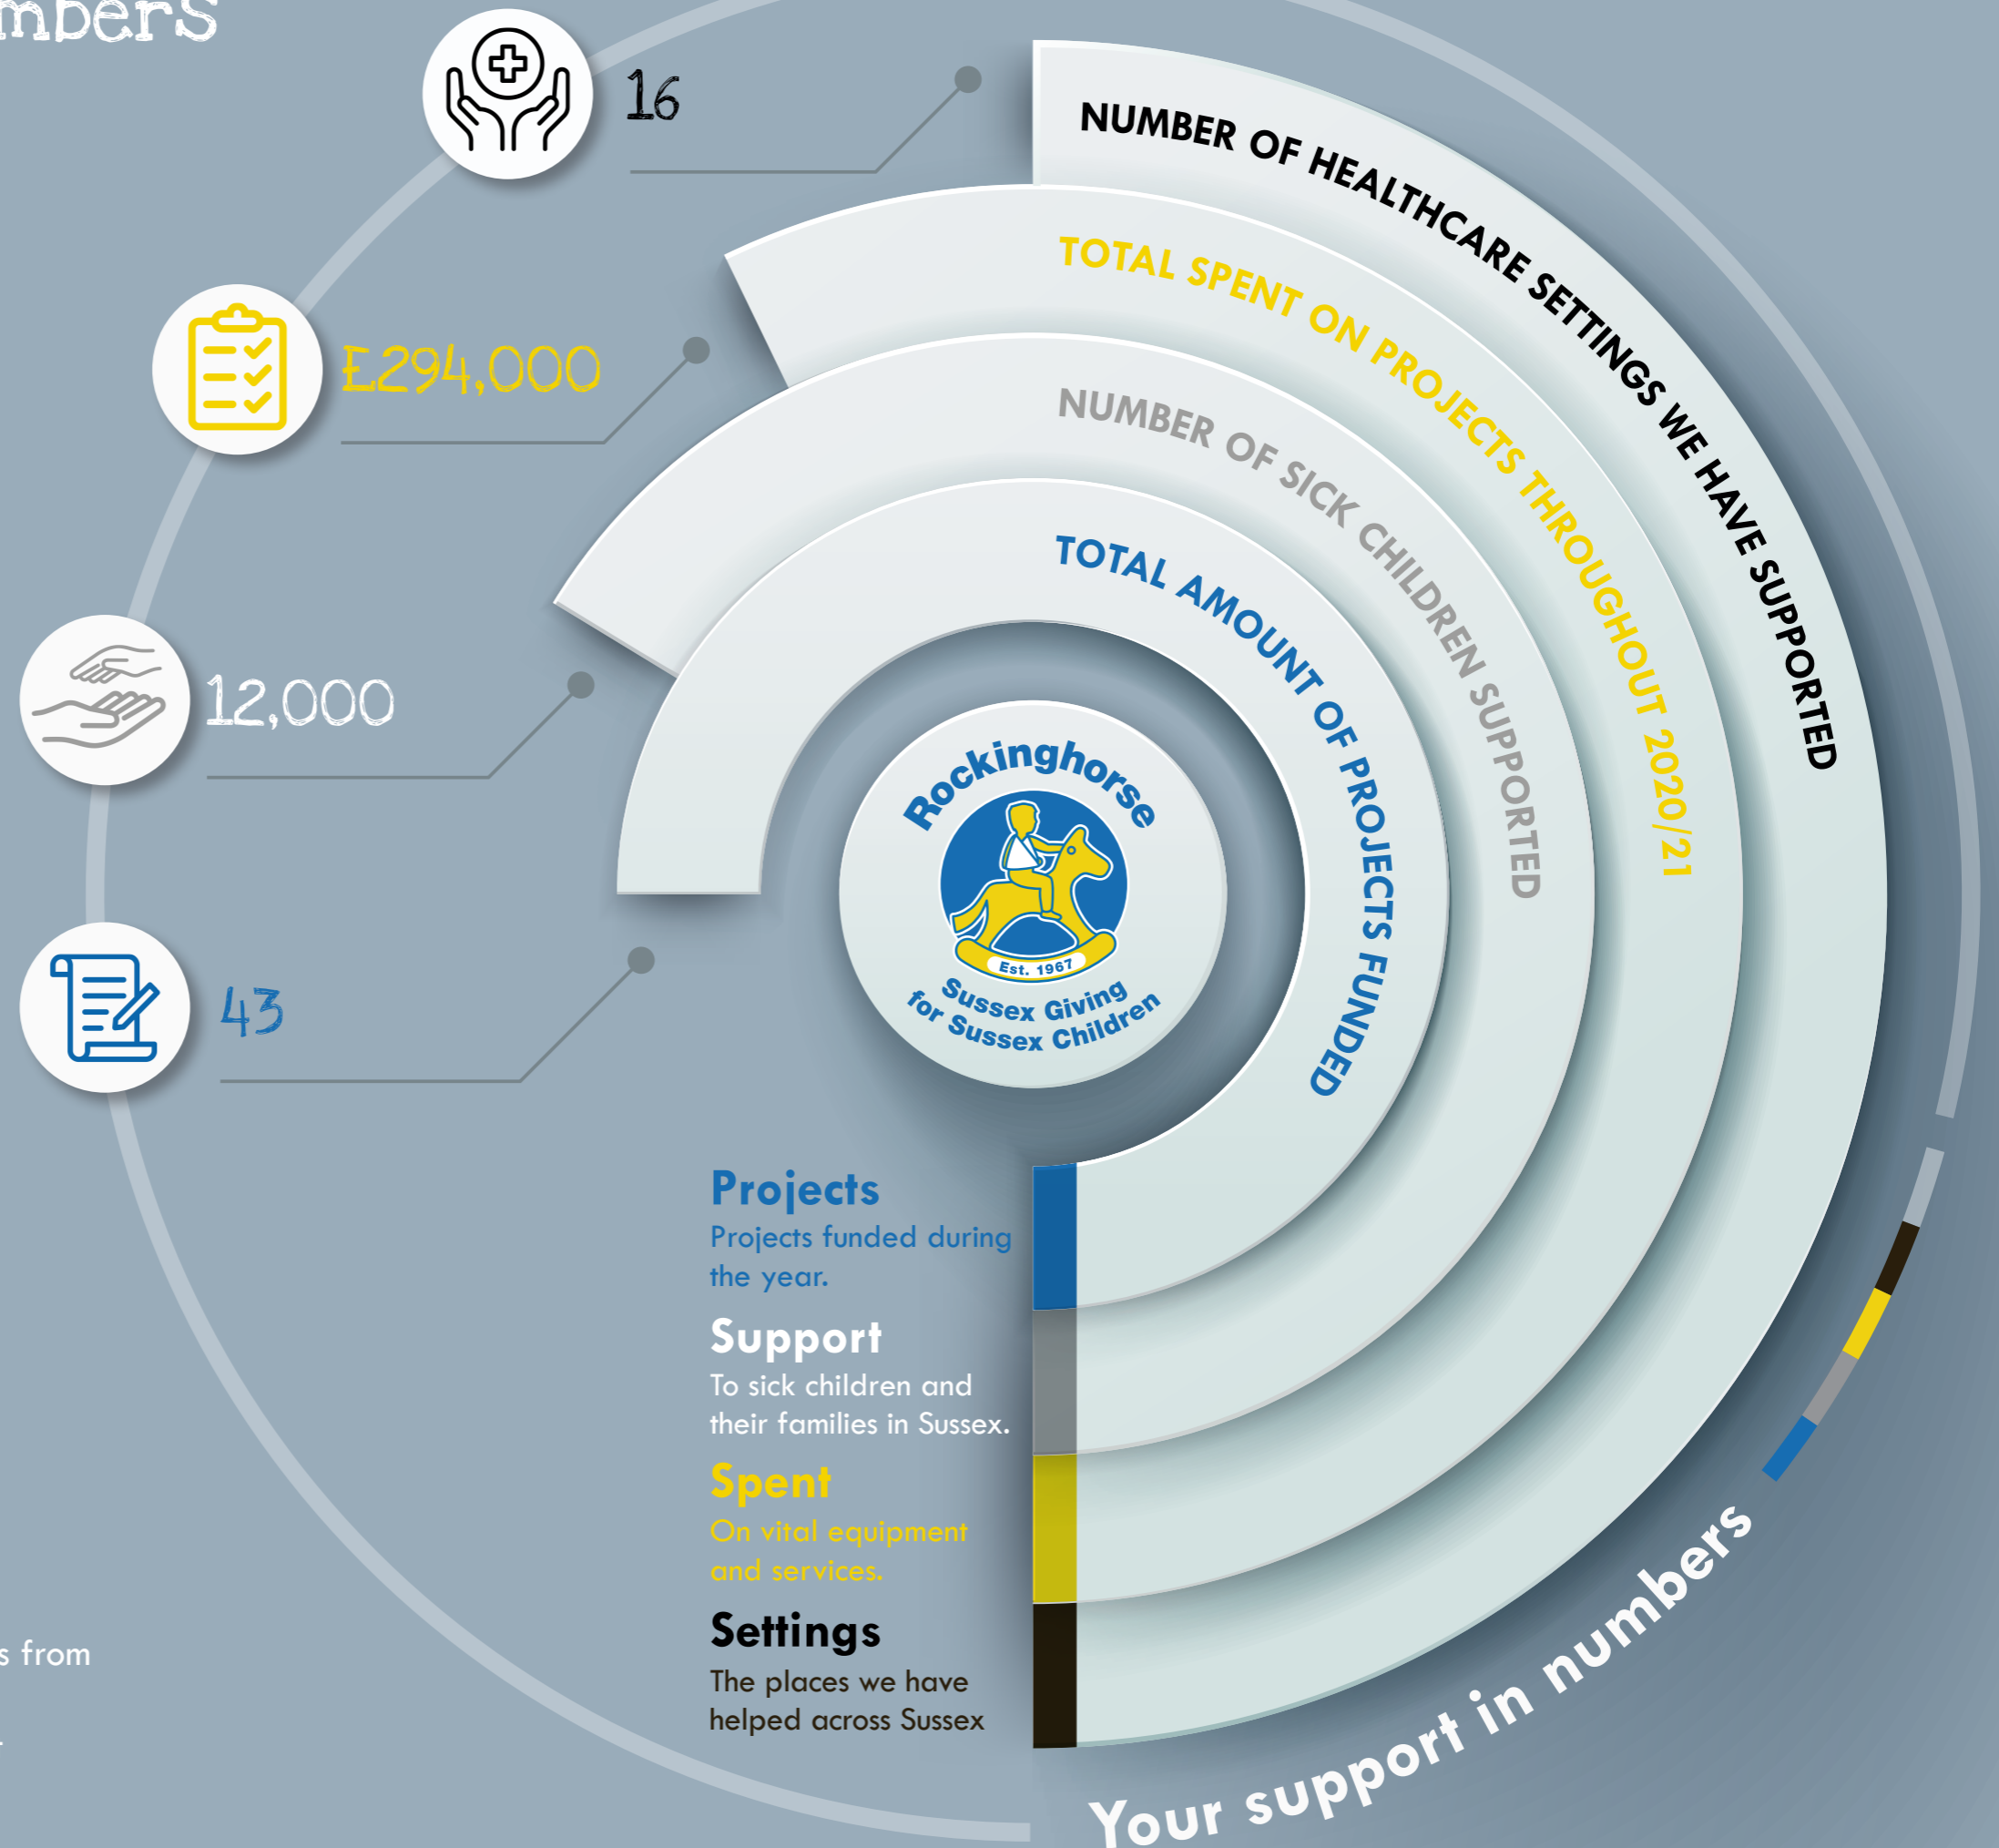 16
£294,000
12,000
43
NUMBER OF HEALTHCARE SETTINGS WE HAVE SUPPORTED
TOTAL SPENT ON PROJECTS THROUGHOUT 2020/21
NUMBER OF SICK CHILDREN SUPPORTED
TOTAL AMOUNT OF PROJECTS FUNDED
Rockinghorse
Est. 1967
Sussex Giving
for Sussex Children
Projects
Projects funded during
the year.
Support
To sick children and
their families in Sussex.
Spent
On vital equipment
and services.
Settings
The places we have
helped across Sussex
from
Your support in numbers